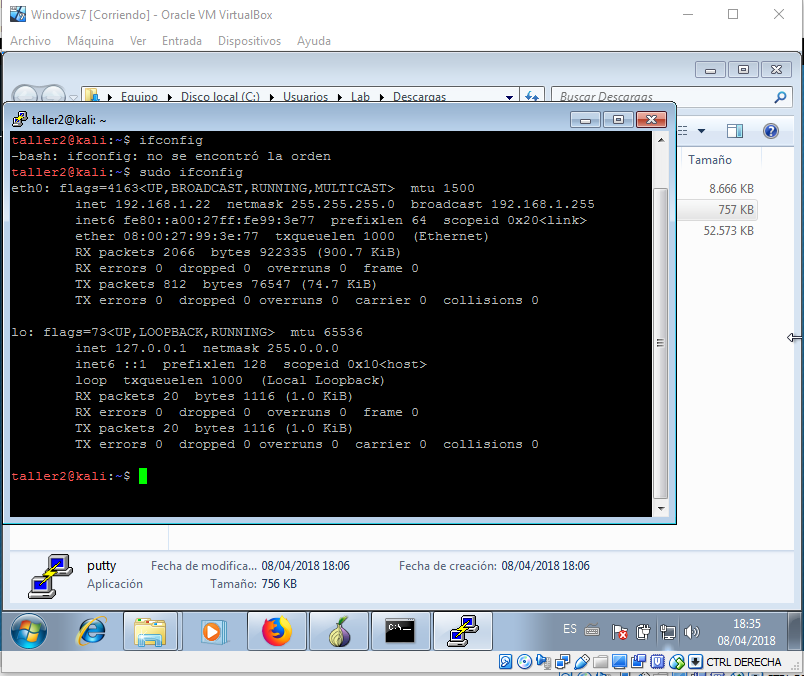 Windows7 [Corriendo] - Oracle VM VirtualBox
Archivo Máquina Ver Entrada Dispositivos Ayuda
Equipo Disco local (C:) Usuarios Lab Descargas
Buscar Descargas
taller2@kali: ~
Tamaño
8.666 KB
757 KB
52.573 KB
taller2@kali:~$ ifconfig
-bash: ifconfig: no se encontró la orden
taller2@kali:~$ sudo ifconfig
eth0: flags=4163<UP,BROADCAST,RUNNING,MULTICAST>  mtu 1500
        inet 192.168.1.22  netmask 255.255.255.0  broadcast 192.168.1.255
        inet6 fe80::a00:27ff:fe99:3e77  prefixlen 64  scopeid 0x20<link>
        ether 08:00:27:99:3e:77  txqueuelen 1000  (Ethernet)
        RX packets 2066  bytes 922335 (900.7 KiB)
        RX errors 0  dropped 0  overruns 0  frame 0
        TX packets 812  bytes 76547 (74.7 KiB)
        TX errors 0  dropped 0 overruns 0  carrier 0  collisions 0
lo: flags=73<UP,LOOPBACK,RUNNING>  mtu 65536
        inet 127.0.0.1  netmask 255.0.0.0
        inet6 ::1  prefixlen 128  scopeid 0x10<host>
        loop  txqueuelen 1000  (Local Loopback)
        RX packets 20  bytes 1116 (1.0 KiB)
        RX errors 0  dropped 0  overruns 0  frame 0
        TX packets 20  bytes 1116 (1.0 KiB)
        TX errors 0  dropped 0 overruns 0  carrier 0  collisions 0
taller2@kali:~$
putty Fecha de modifica... 08/04/2018 18:06 Fecha de creación: 08/04/2018 18:06
Aplicación Tamaño: 756 KB
C:\_
ES
18:35
08/04/2018
CTRL DERECHA